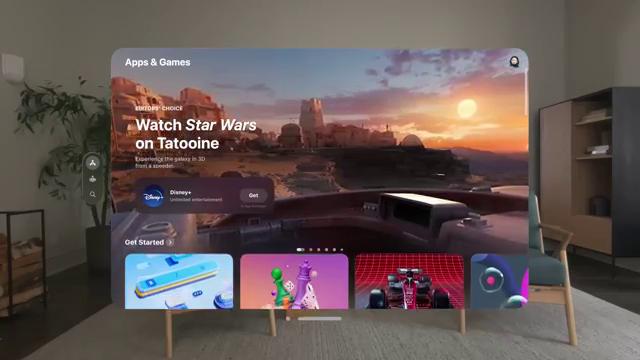 Apps & Games
EDITORS' CHOICE
Watch Star Wars
on Tatooine
Experience the galaxy in 3D
from a speeder.
Disney+
Disney+
Unlimited entertainment
Get
Get Started